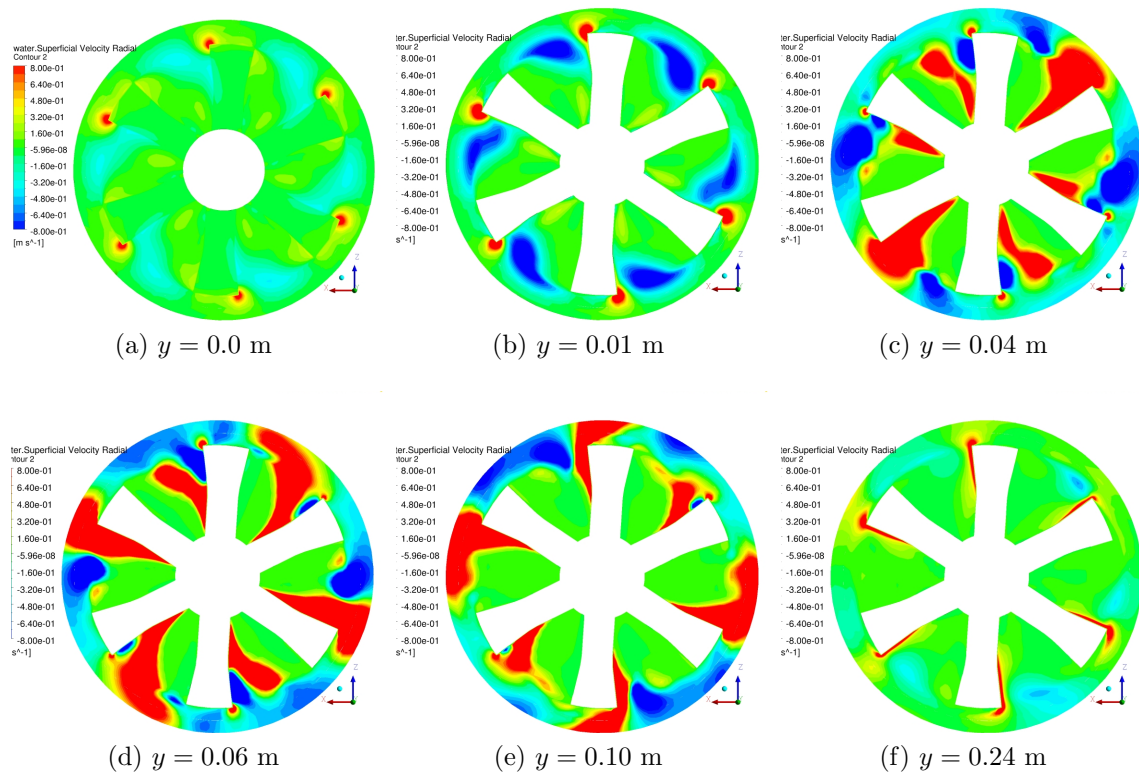 water.Superficial Velocity Radial
Contour 2
8.00e-01
6.40e-01
4.80e-01
3.20e-01
1.60e-01
-5.96e-08
-1.60e-01
-3.20e-01
-4.80e-01
-6.40e-01
-8.00e-01
[m s^-1]
Z
X
(a) y = 0.0 m
ter.Superficial Velocity Radial
ntour 2
8.00e-01
6.40e-01
4.80e-01
3.20e-01
1.60e-01
-5.96e-08
-1.60e-01
-3.20e-01
-4.80e-01
-6.40e-01
-8.00e-01
s^-1]
Z
X
(b) y = 0.01 m
ter.Superficial Velocity Radial
ntour 2
8.00e-01
6.40e-01
4.80e-01
3.20e-01
1.60e-01
-5.96e-08
-1.60e-01
-3.20e-01
-4.80e-01
-6.40e-01
-8.00e-01
s^-1]
Z
X
(c) y = 0.04 m
ter.Superficial Velocity Radial
ntour 2
8.00e-01
6.40e-01
4.80e-01
3.20e-01
1.60e-01
-5.96e-08
-1.60e-01
-3.20e-01
-4.80e-01
-6.40e-01
-8.00e-01
s^-1]
Z
X
(d) y = 0.06 m
ter.Superficial Velocity Radial
ntour 2
8.00e-01
6.40e-01
4.80e-01
3.20e-01
1.60e-01
-5.96e-08
-1.60e-01
-3.20e-01
-4.80e-01
-6.40e-01
-8.00e-01
s^-1]
Z
X
(e) y = 0.10 m
ter.Superficial Velocity Radial
ntour 2
8.00e-01
6.40e-01
4.80e-01
3.20e-01
1.60e-01
-5.96e-08
-1.60e-01
-3.20e-01
-4.80e-01
-6.40e-01
-8.00e-01
s^-1]
Z
X
(f) y = 0.24 m